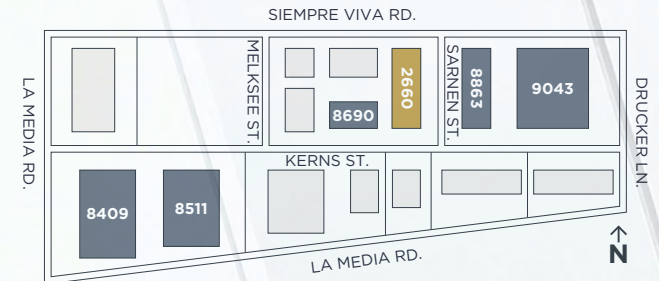 SIEMPRE VIVA RD.
LA MEDIA RD.
MELKSEE ST.
2660
8690
SARNEN ST.
8863
9043
DRUCKER LN.
KERNS ST.
8409
8511
LA MEDIA RD.
N